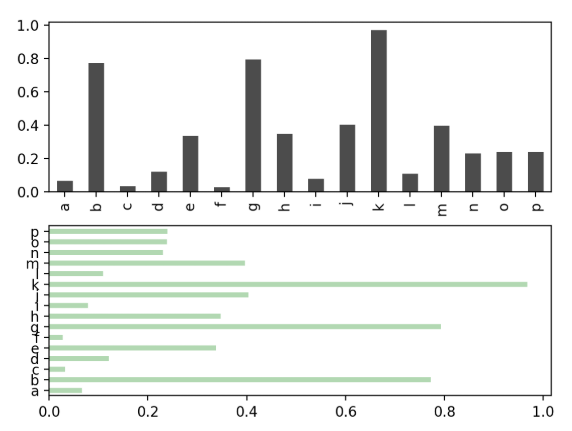 1.0
0.8
0.6
0.4
0.2
0.0
a b c d e f g h i j k l m n o p
p
o
n
m
l
k
j
i
h
g
f
e
d
c
b
a
0.0 0.2 0.4 0.6 0.8 1.0